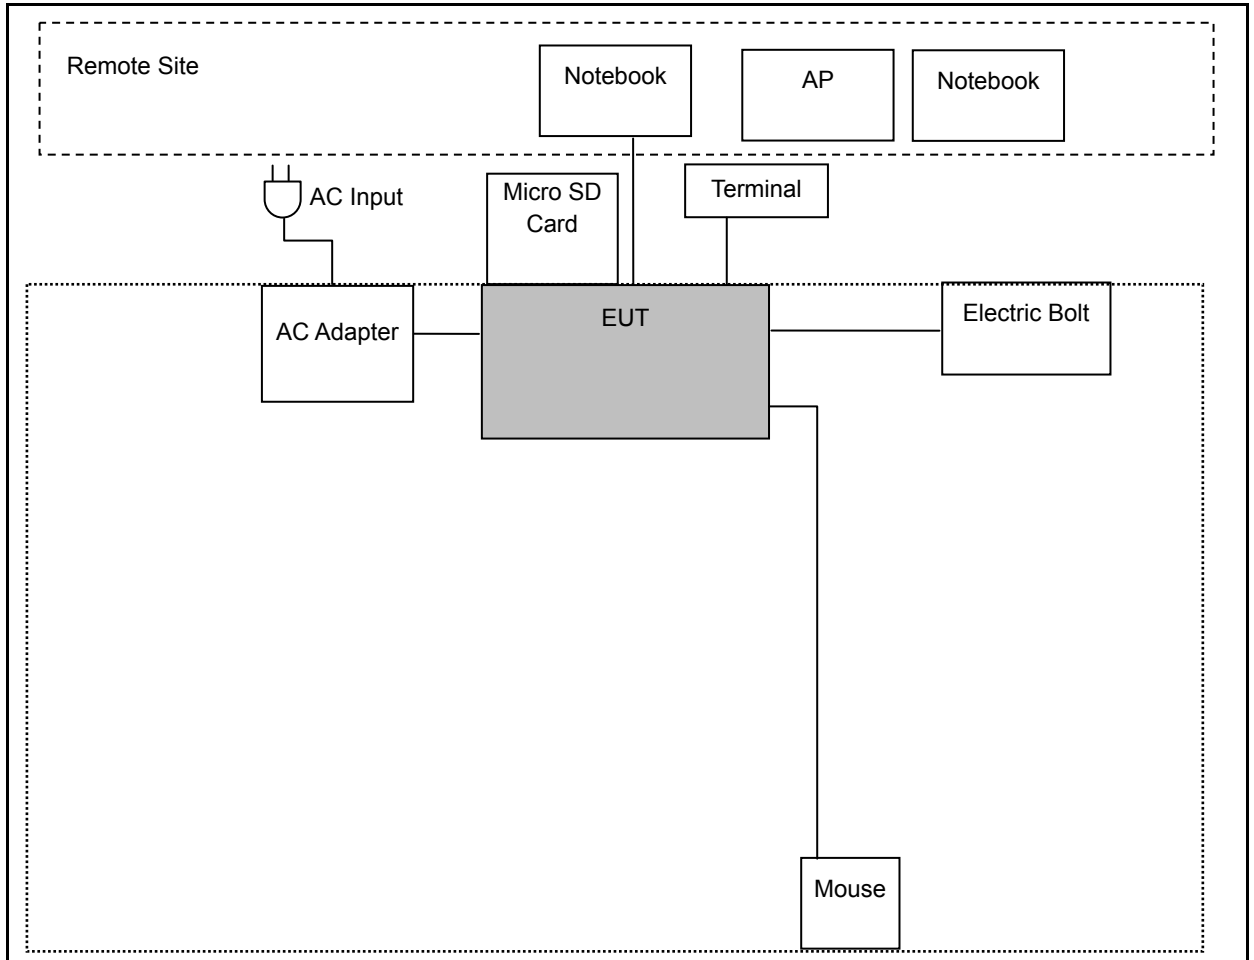 Remote Site
Notebook
AP
Notebook
AC Input
Micro SD
Card
Terminal
AC Adapter
EUT
Electric Bolt
Mouse